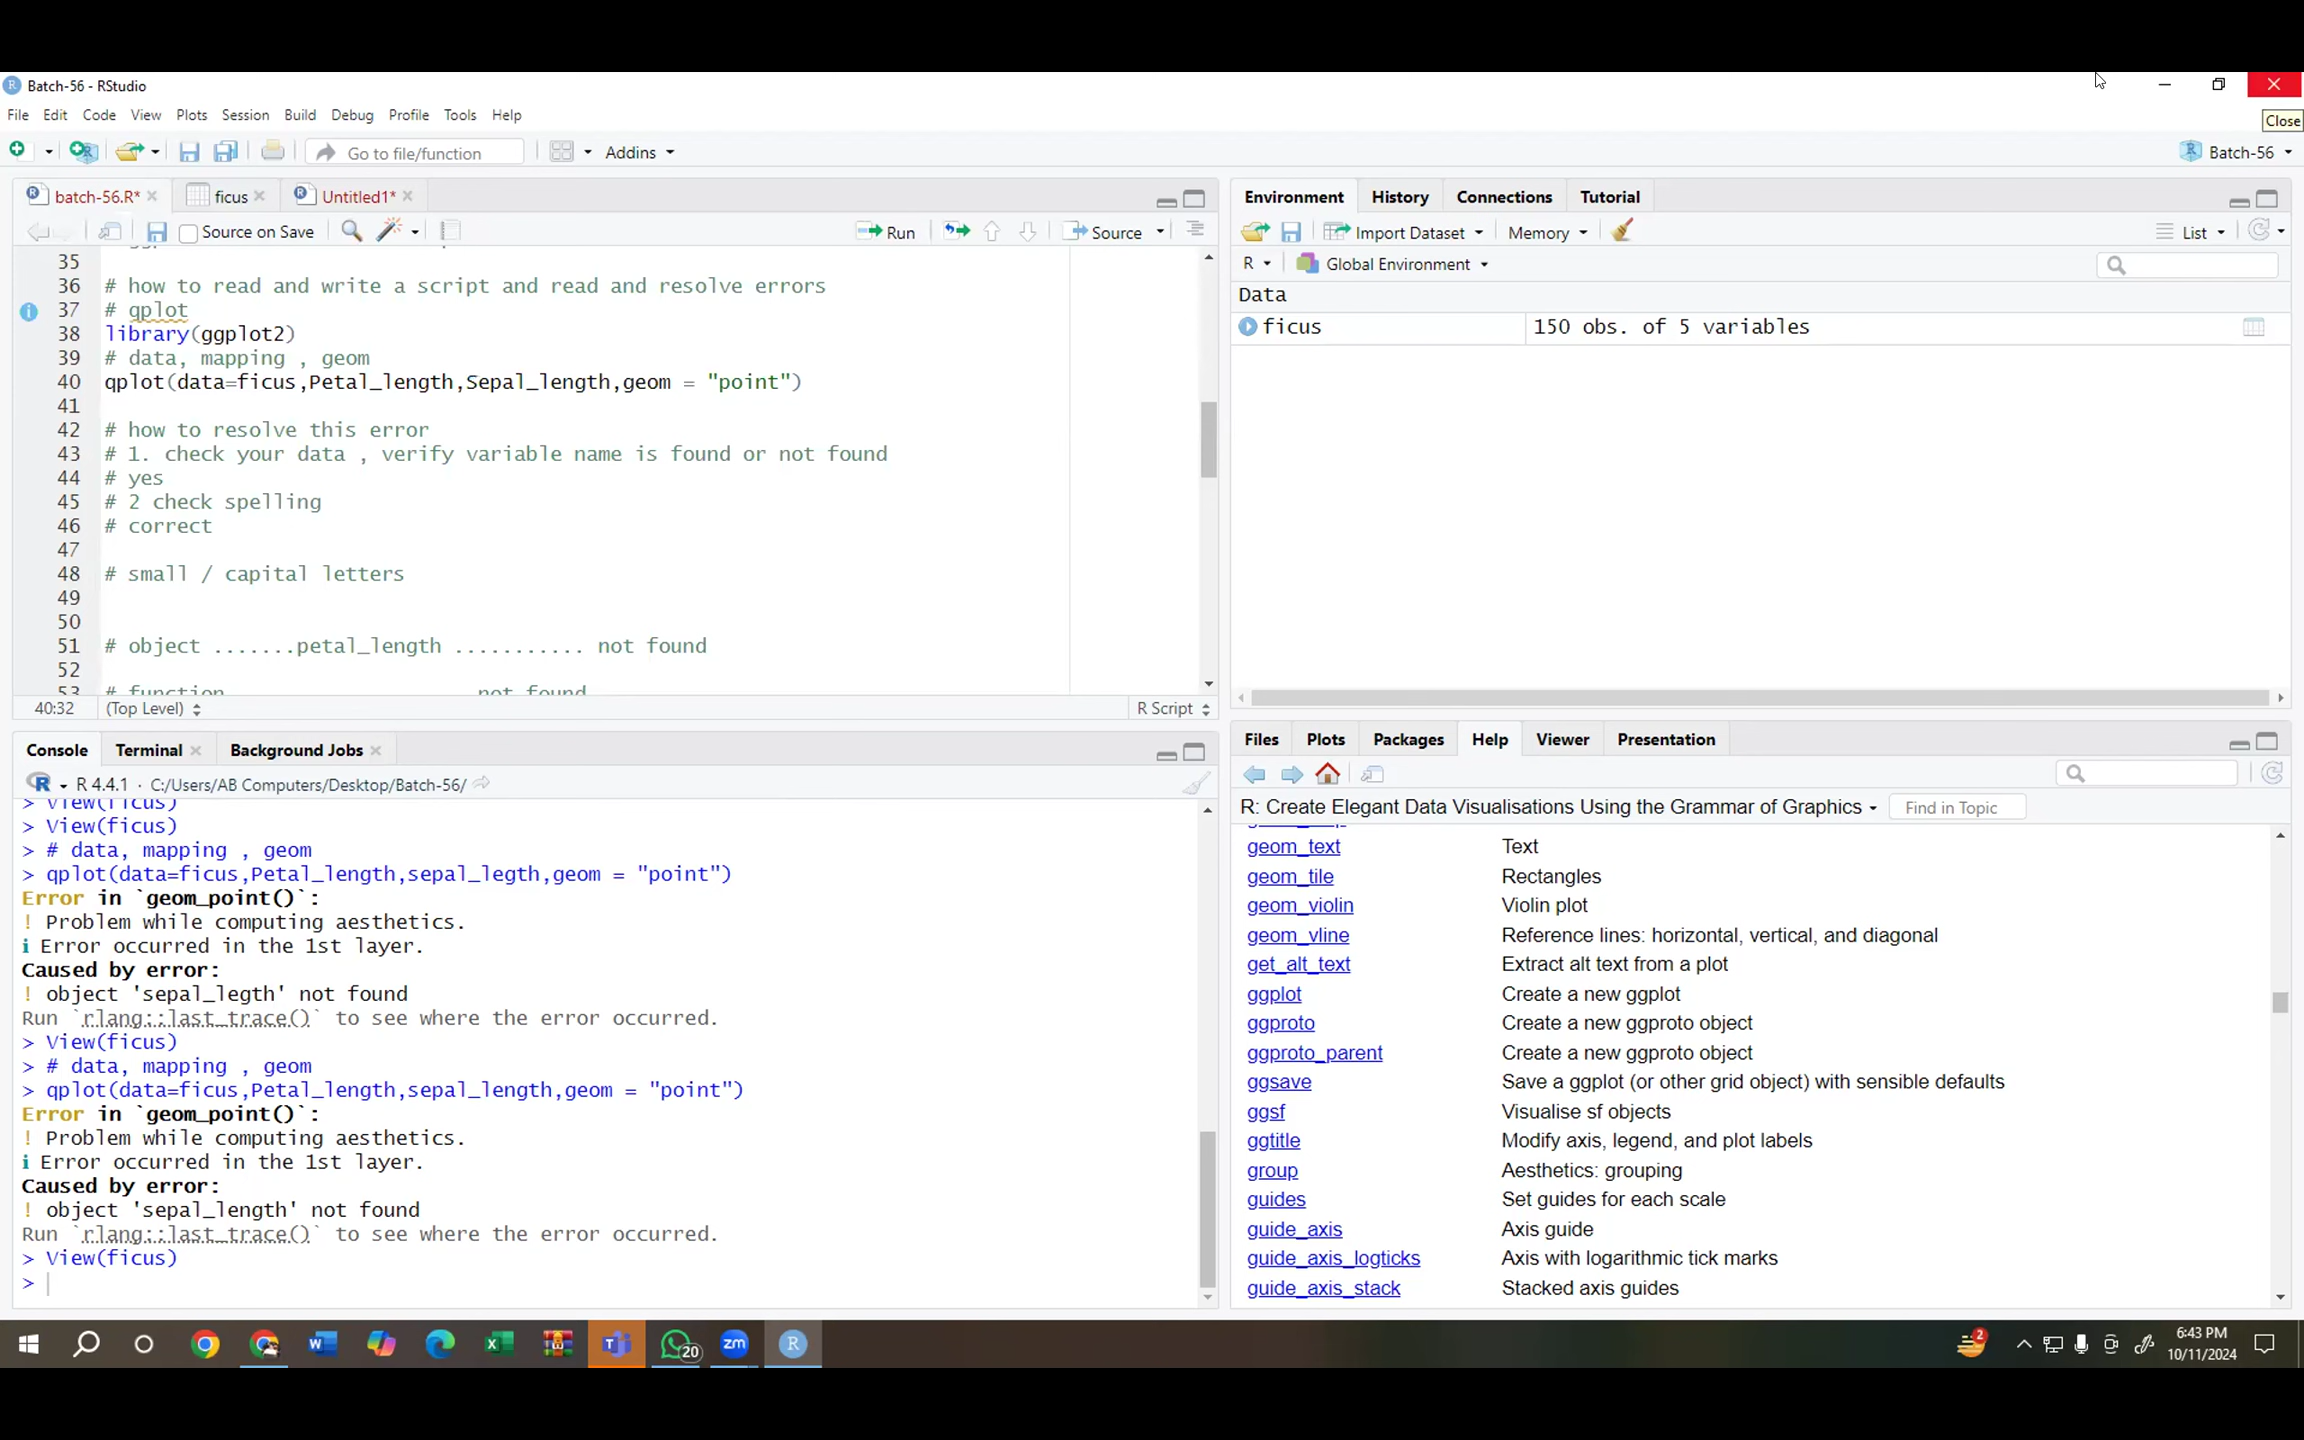 Batch-56 - RStudio
File Edit Code View Plots Session Build Debug Profile Tools Help
Close
Go to file/function
Addins
Batch-56
batch-56.R*
ficus
Untitled1*
Source on Save
Run
Source
35
36 # how to read and write a script and read and resolve errors
37 # qplot
38 library(ggplot2)
39 # data, mapping , geom
40 qplot(data=ficus,Petal_length,Sepal_length,geom = "point")
41
42 # how to resolve this error
43 # 1. check your data , verify variable name is found or not found
44 # yes
45 # 2 check spelling
46 # correct
47
48 # small / capital letters
49
50
51 # object .......petal_length ........... not found
52
53 # function not found
40:32 (Top Level) R Script
Console Terminal Background Jobs
R 4.4.1 · C:/Users/AB Computers/Desktop/Batch-56/
> View(ficus)
> View(ficus)
> # data, mapping , geom
> qplot(data=ficus,Petal_length,sepal_legth,geom = "point")
Error in `geom_point()`:
! Problem while computing aesthetics.
i Error occurred in the 1st layer.
Caused by error:
! object 'sepal_legth' not found
Run `rlang::last_trace()` to see where the error occurred.
> View(ficus)
> # data, mapping , geom
> qplot(data=ficus,Petal_length,sepal_length,geom = "point")
Error in `geom_point()`:
! Problem while computing aesthetics.
i Error occurred in the 1st layer.
Caused by error:
! object 'sepal_length' not found
Run `rlang::last_trace()` to see where the error occurred.
> View(ficus)
>
Environment History Connections Tutorial
Import Dataset Memory List
R Global Environment
Data
ficus 150 obs. of 5 variables
Files Plots Packages Help Viewer Presentation
R: Create Elegant Data Visualisations Using the Grammar of Graphics Find in Topic
geom_text Text
geom_tile Rectangles
geom_violin Violin plot
geom_vline Reference lines: horizontal, vertical, and diagonal
get_alt_text Extract alt text from a plot
ggplot Create a new ggplot
ggproto Create a new ggproto object
ggproto_parent Create a new ggproto object
ggsave Save a ggplot (or other grid object) with sensible defaults
ggsf Visualise sf objects
ggtitle Modify axis, legend, and plot labels
group Aesthetics: grouping
guides Set guides for each scale
guide_axis Axis guide
guide_axis_logticks Axis with logarithmic tick marks
guide_axis_stack Stacked axis guides
20
zm
2
6:43 PM
10/11/2024